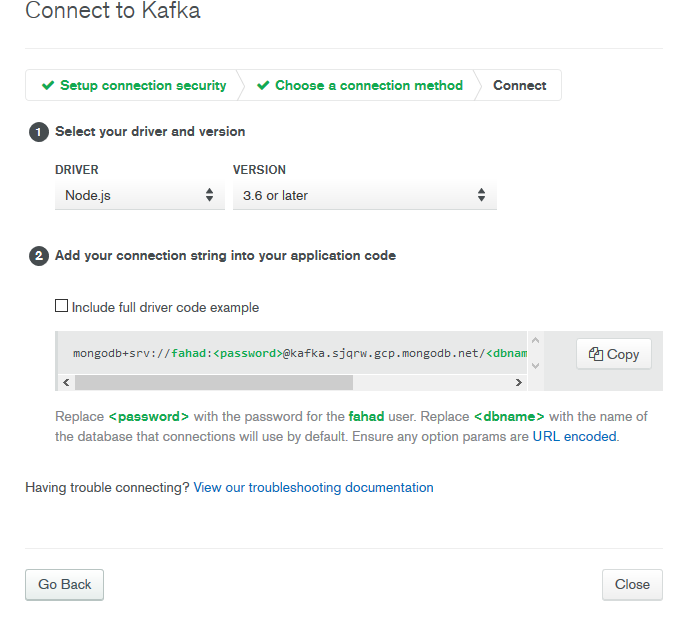 Connect to Kafka
✔ Setup connection security ✔ Choose a connection method Connect
1 Select your driver and version
DRIVER VERSION
Node.js 3.6 or later
2 Add your connection string into your application code
Include full driver code example
mongodb+srv://fahad:<password>@kafka.sjqrw.gcp.mongodb.net/<dbnam
Copy
Replace <password> with the password for the fahad user. Replace <dbname> with the name of
the database that connections will use by default. Ensure any option params are URL encoded.
Having trouble connecting? View our troubleshooting documentation
Go Back Close